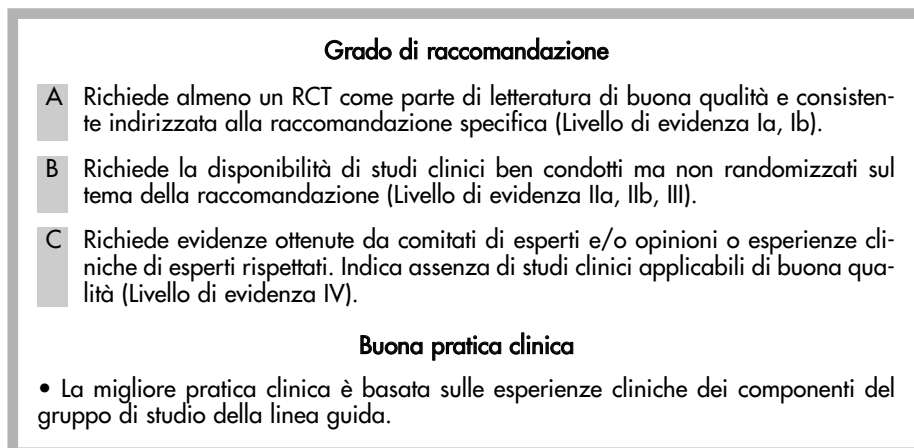 Grado di raccomandazione
A Richiede almeno un RCT come parte di letteratura di buona qualità e consisten-
te indirizzata alla raccomandazione specifica (Livello di evidenza Ia, Ib).
B Richiede la disponibilità di studi clinici ben condotti ma non randomizzati sul
tema della raccomandazione (Livello di evidenza IIa, IIb, III).
C Richiede evidenze ottenute da comitati di esperti e/o opinioni o esperienze cli-
niche di esperti rispettati. Indica assenza di studi clinici applicabili di buona qua-
lità (Livello di evidenza IV).
Buona pratica clinica
• La migliore pratica clinica è basata sulle esperienze cliniche dei componenti del
gruppo di studio della linea guida.